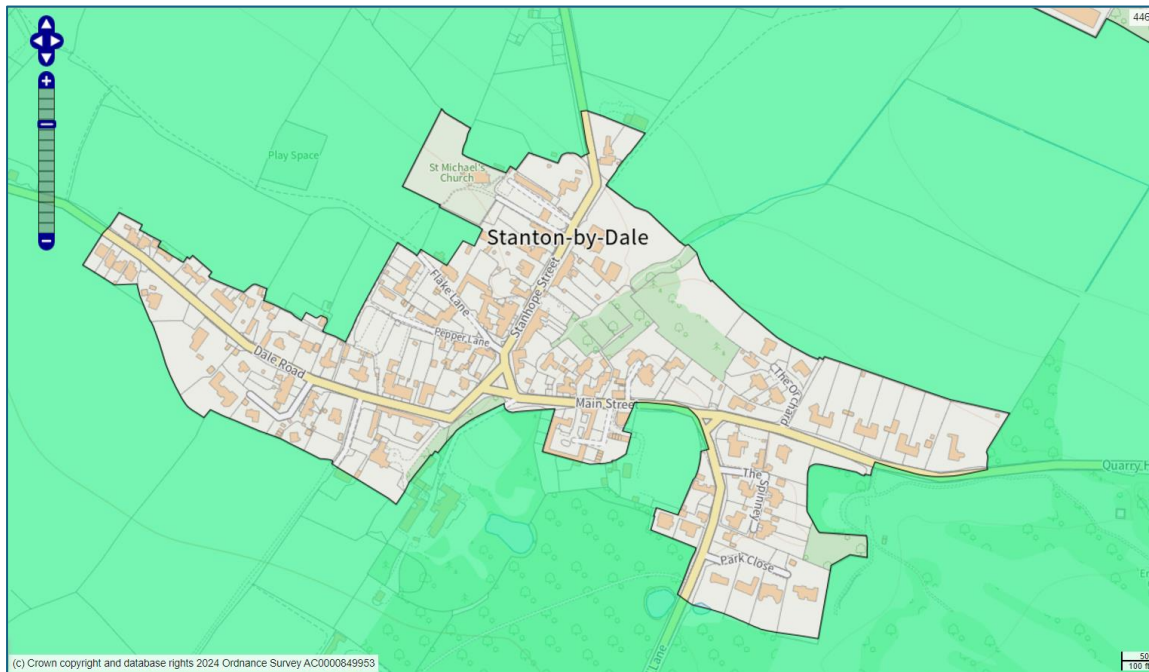 446
Play Space
St Michael's
Church
Stanton-by-Dale
Flake Lane
Stanhope Street
Pepper Lane
Dale Road
Main Street
The Orchard
Quarry H
The Spinney
Park Close
Lane
50
100 f
(c) Crown copyright and database rights 2024 Ordnance Survey AC0000849953